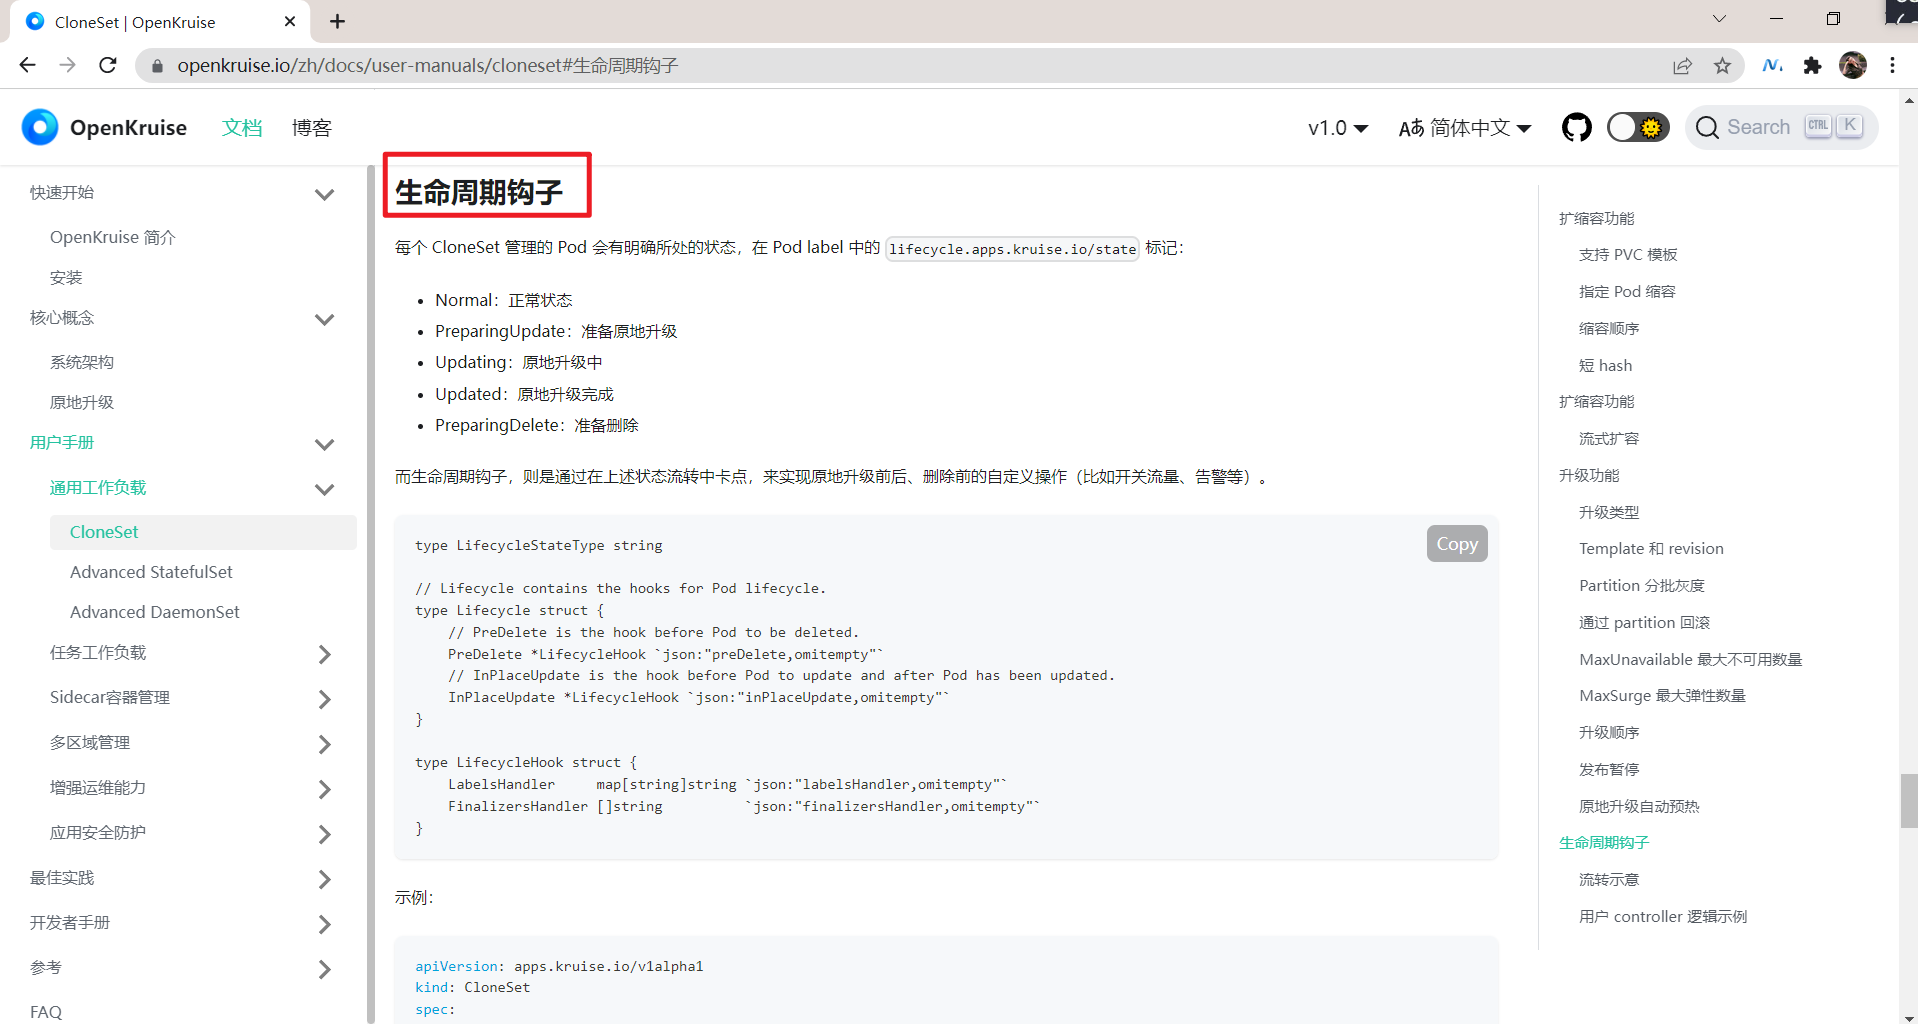 CloneSet | OpenKruise
openkruise.io/zh/docs/user-manuals/cloneset#生命周期钩子
OpenKruise
文档
博客
v1.0
简体中文
Search
CTRL
K
快速开始
OpenKruise 简介
安装
核心概念
系统架构
原地升级
用户手册
通用工作负载
CloneSet
Advanced StatefulSet
Advanced DaemonSet
任务工作负载
Sidecar容器管理
多区域管理
增强运维能力
应用安全防护
最佳实践
开发者手册
参考
FAQ
生命周期钩子
每个 CloneSet 管理的 Pod 会有明确所处的状态，在 Pod label 中的 lifecycle.apps.kruise.io/state 标记：
Normal：正常状态
PreparingUpdate：准备原地升级
Updating：原地升级中
Updated：原地升级完成
PreparingDelete：准备删除
而生命周期钩子，则是通过在上述状态流转中卡点，来实现原地升级前后、删除前的自定义操作（比如开关流量、告警等）。
Copy
type LifecycleStateType string
// Lifecycle contains the hooks for Pod lifecycle.
type Lifecycle struct {
// PreDelete is the hook before Pod to be deleted.
PreDelete *LifecycleHook `json:"preDelete,omitempty"`
// InPlaceUpdate is the hook before Pod to update and after Pod has been updated.
InPlaceUpdate *LifecycleHook `json:"inPlaceUpdate,omitempty"`
}
type LifecycleHook struct {
LabelsHandler     map[string]string `json:"labelsHandler,omitempty"`
FinalizersHandler []string          `json:"finalizersHandler,omitempty"`
}
示例：
apiVersion: apps.kruise.io/v1alpha1
kind: CloneSet
spec:
扩缩容功能
支持 PVC 模板
指定 Pod 缩容
缩容顺序
短 hash
扩缩容功能
流式扩容
升级功能
升级类型
Template 和 revision
Partition 分批灰度
通过 partition 回滚
MaxUnavailable 最大不可用数量
MaxSurge 最大弹性数量
升级顺序
发布暂停
原地升级自动预热
生命周期钩子
流转示意
用户 controller 逻辑示例